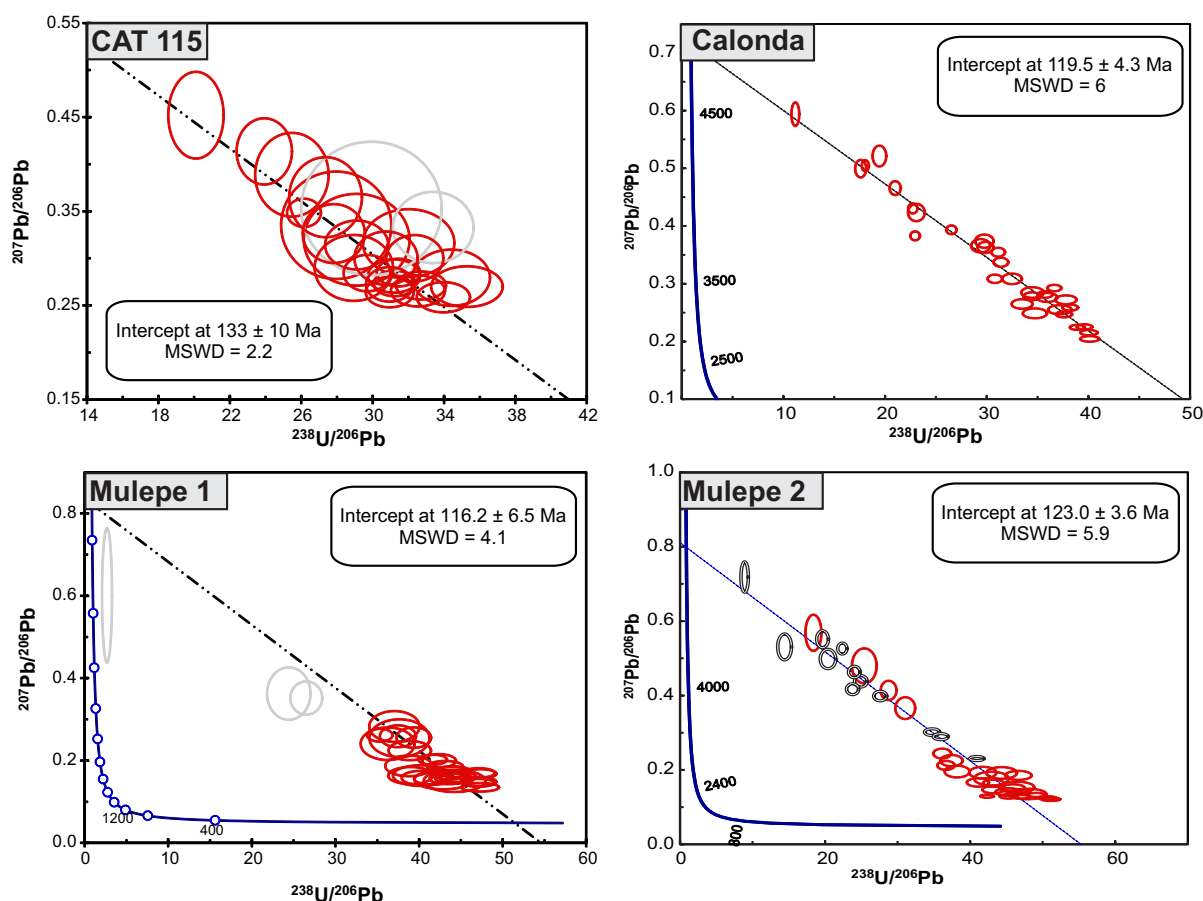 CAT 115
0.55
0.45
0.35
0.25
0.15
207Pb/206Pb
Intercept at 133 ± 10 Ma
MSWD = 2.2
14 18 22 26 30 34 38 42
238U/206Pb
Calonda
0.7
0.6
0.5
0.4
0.3
0.2
0.1
207Pb/206Pb
Intercept at 119.5 ± 4.3 Ma
MSWD = 6
4500
3500
2500
10 20 30 40 50
238U/206Pb
Mulepe 1
0.8
0.6
0.4
0.2
0.0
207Pb/206Pb
Intercept at 116.2 ± 6.5 Ma
MSWD = 4.1
1200
400
0 10 20 30 40 50 60
238U/206Pb
Mulepe 2
1.0
0.8
0.6
0.4
0.2
0.0
207Pb/206Pb
Intercept at 123.0 ± 3.6 Ma
MSWD = 5.9
4000
2400
800
0 20 40 60
238U/206Pb